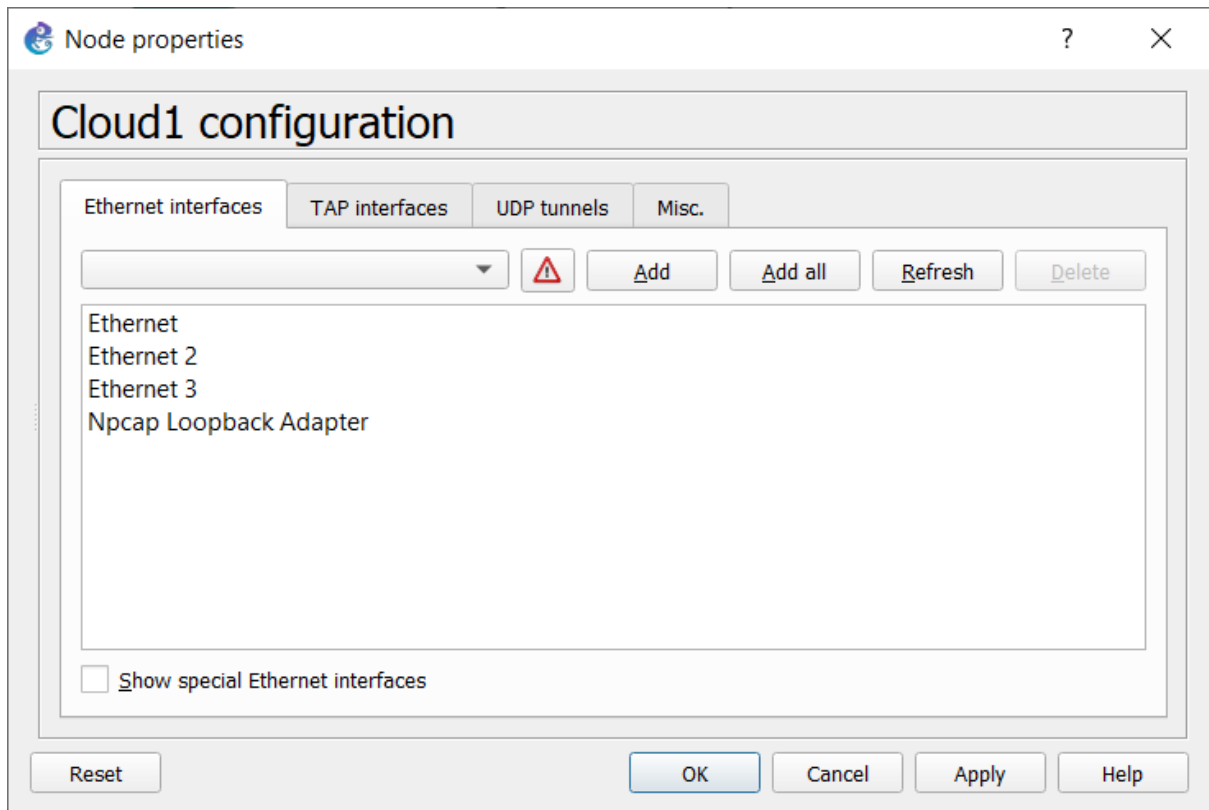 Node properties
?
Cloud1 configuration
Ethernet interfaces
TAP interfaces
UDP tunnels
Misc.
Add
Add all
Refresh
Delete
Ethernet
Ethernet 2
Ethernet 3
Npcap Loopback Adapter
Show special Ethernet interfaces
Reset
OK
Cancel
Apply
Help